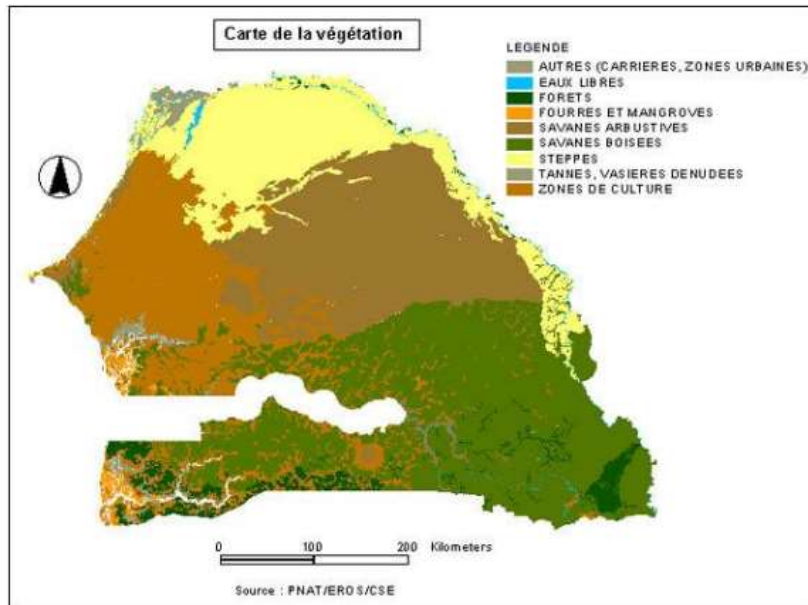 Carte de la végétation
LEGENDE
AUTRES (CARRIERES, ZONES URBAINES)
EAUX LIBRES
FORETS
FOURRES ET MANGROVES
SAVANES ARBUSTIVES
SAVANES BOISEES
STEPPES
TANNES, VASIERES DENUDEES
ZONES DE CULTURE
0 100 200 Kilometers
Source : PNAT/EROS/CSE